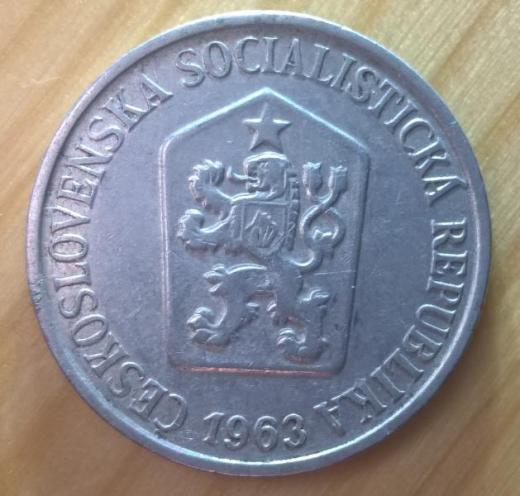 ČESKOSLOVENSKÁ SOCIALISTICKÁ REPUBLIKA
1963